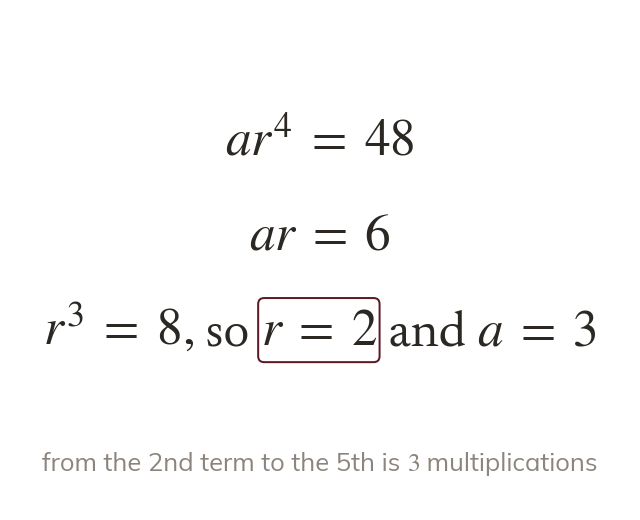 ar⁴ = 48
ar = 6
r³ = 8, so r = 2 and a = 3
from the 2nd term to the 5th is 3 multiplications